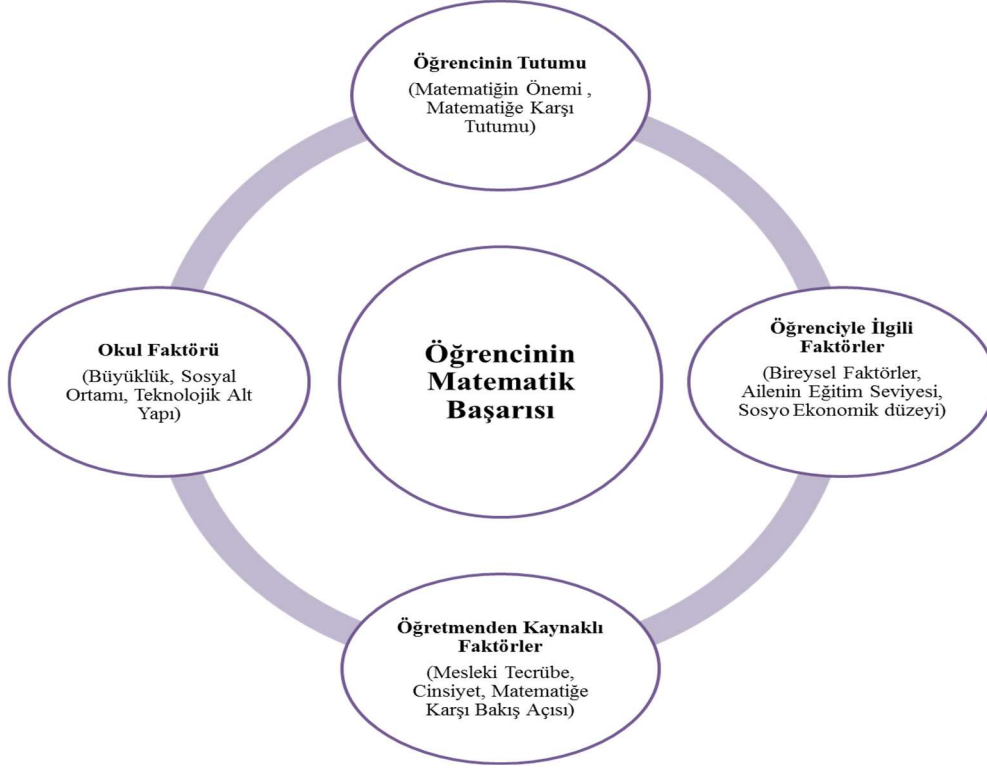 Öğrencinin Tutumu
(Matematiğin Önemi ,
Matematiğe Karşı
Tutumu)
Okul Faktörü
(Büyüklük, Sosyal
Ortamı, Teknolojik Alt
Yapı)
Öğrencinin
Matematik
Başarısı
Öğrenciyle İlgili
Faktörler
(Bireysel Faktörler,
Ailenin Eğitim Seviyesi,
Sosyo Ekonomik düzeyi)
Öğretmenden Kaynaklı
Faktörler
(Mesleki Tecrübe,
Cinsiyet, Matematiğe
Karşı Bakış Açısı)